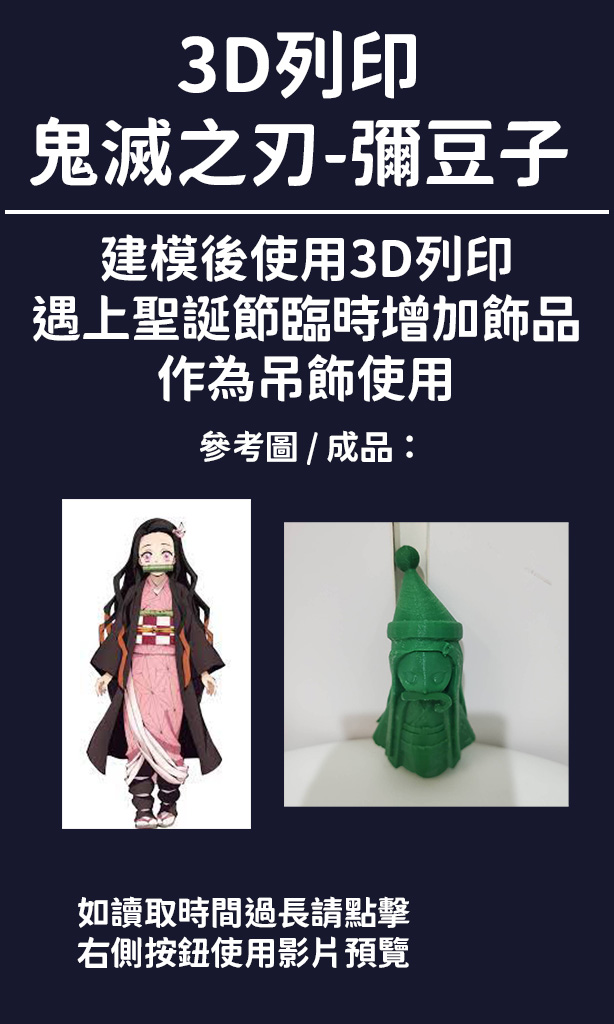 3D列印
鬼滅之刃-彌豆子
建模後使用3D列印
遇上聖誕節臨時增加飾品
作為吊飾使用
參考圖 / 成品：
如讀取時間過長請點擊
右側按鈕使用影片預覽